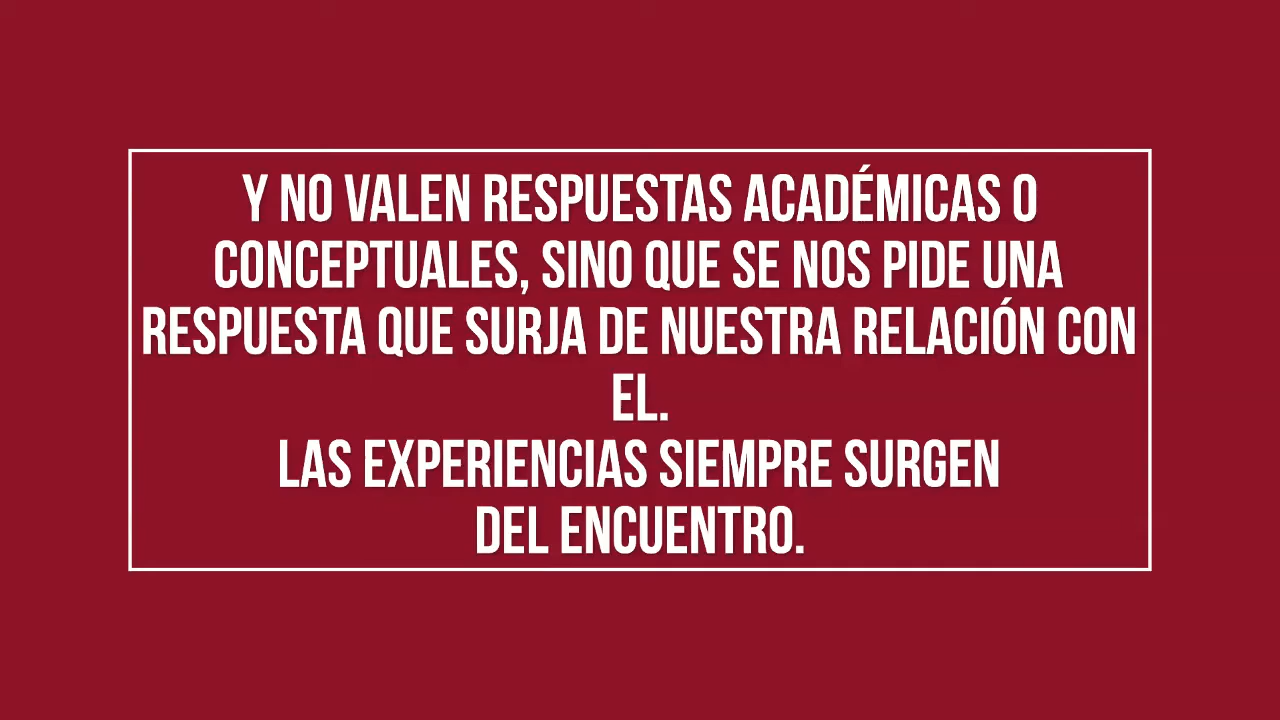 Y NO VALEN RESPUESTAS ACADÉMICAS O
CONCEPTUALES, SINO QUE SE NOS PIDE UNA
RESPUESTA QUE SURJA DE NUESTRA RELACIÓN CON
EL.
LAS EXPERIENCIAS SIEMPRE SURGEN
DEL ENCUENTRO.